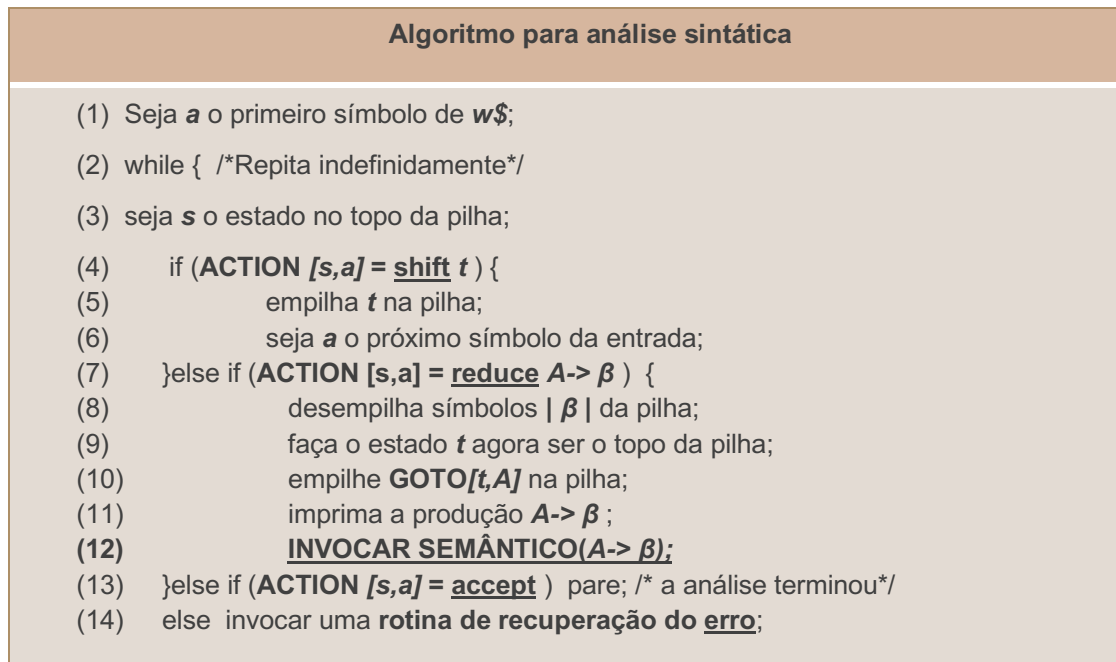 Algoritmo para análise sintática
(1) Seja a o primeiro símbolo de w$;
(2) while { /*Repita indefinidamente*/
(3) seja s o estado no topo da pilha;
(4) if (ACTION [s,a] = shift t ) {
(5) empilha t na pilha;
(6) seja a o próximo símbolo da entrada;
(7) }else if (ACTION [s,a] = reduce A-> β ) {
(8) desempilha símbolos | β | da pilha;
(9) faça o estado t agora ser o topo da pilha;
(10) empilhe GOTO[t,A] na pilha;
(11) imprima a produção A-> β ;
(12) INVOCAR SEMÂNTICO(A-> β);
(13) }else if (ACTION [s,a] = accept ) pare; /* a análise terminou*/
(14) else invocar uma rotina de recuperação do erro;